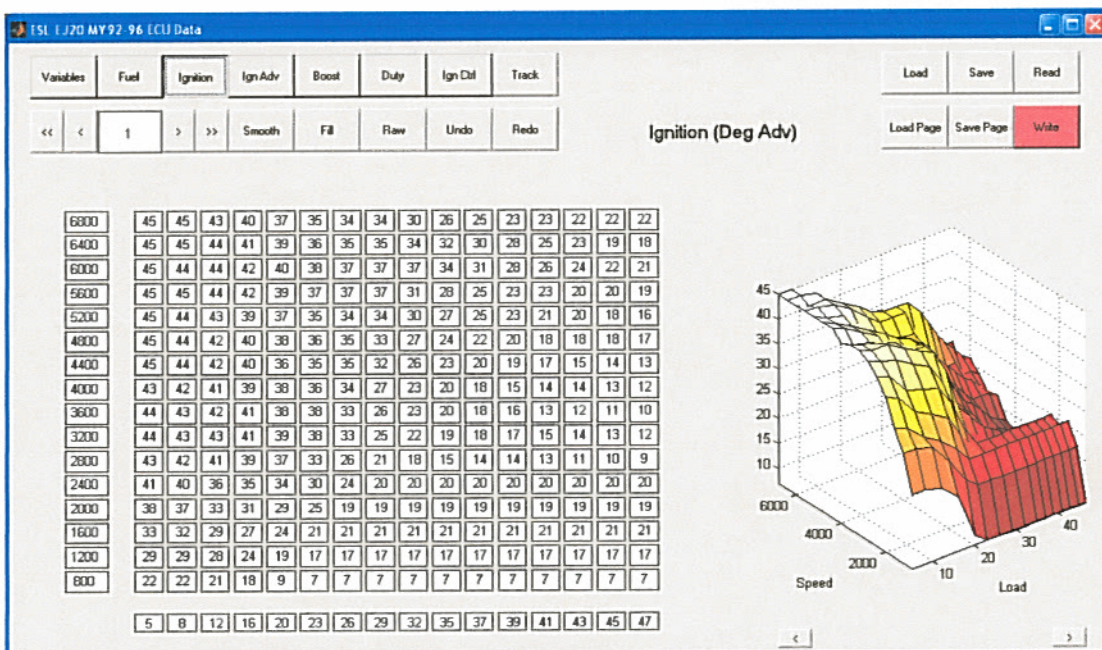 ESL EJ20 MY92-96 ECU Data
Variables Fuel Ignition Ign Adv Boost Duty Ign Ctrl Track Load Save Read
<< < 1 > >> Smooth Fill Raw Undo Redo Ignition (Deg Adv) Load Page Save Page Write
6800 45 45 43 40 37 35 34 34 30 26 25 23 23 22 22 22
6400 45 45 44 41 39 36 35 35 34 32 30 28 25 23 19 18
6000 45 44 44 42 40 38 37 37 37 34 31 28 26 24 22 21
5600 45 45 44 42 39 37 37 37 31 28 25 23 23 20 20 19
5200 45 44 43 39 37 35 34 34 30 27 25 23 21 20 18 16
4800 45 44 42 40 38 36 35 33 27 24 22 20 18 18 18 17
4400 45 44 42 40 36 35 35 32 26 23 20 19 17 15 14 13
4000 43 42 41 39 38 36 34 27 23 20 18 15 14 14 13 12
3600 44 43 42 41 38 38 33 26 23 20 18 16 13 12 11 10
3200 44 43 43 41 39 38 33 25 22 19 18 17 15 14 13 12
2800 43 42 41 39 37 33 26 21 18 15 14 14 13 11 10 9
2400 41 40 36 35 34 30 24 20 20 20 20 20 20 20 20 20
2000 38 37 33 31 29 25 19 19 19 19 19 19 19 19 19 19
1600 33 32 29 27 24 21 21 21 21 21 21 21 21 21 21 21
1200 29 29 28 24 19 17 17 17 17 17 17 17 17 17 17 17
800 22 22 21 18 9 7 7 7 7 7 7 7 7 7 7 7
5 8 12 16 20 23 26 29 32 35 37 39 41 43 45 47
45
40
35
30
25
20
15
10
6000
4000
2000
Speed
10
20
30
40
Load
< >